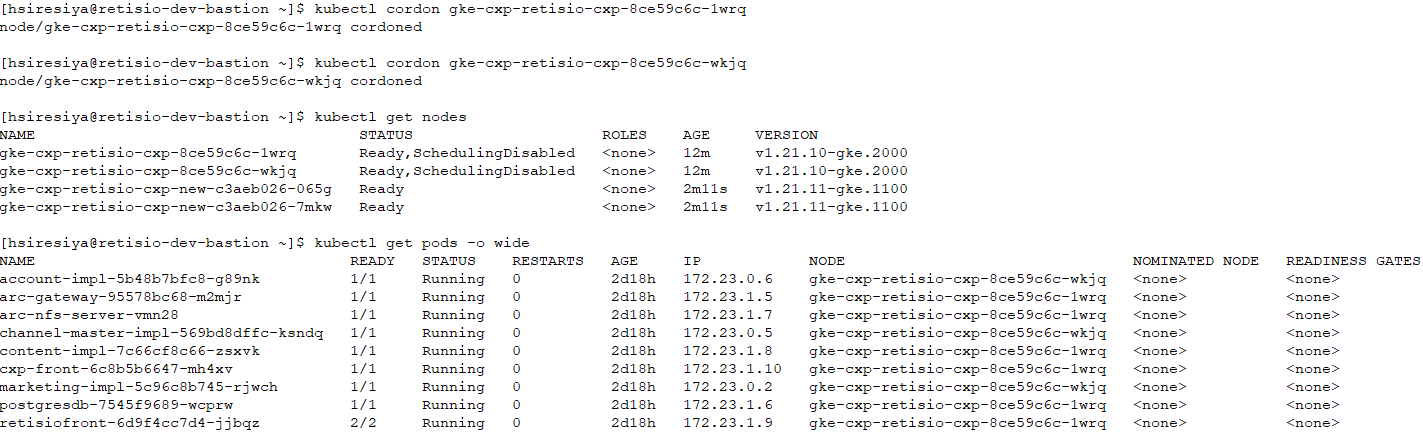 [hsiresiya@retisio-dev-bastion ~]$ kubectl cordon gke-cxp-retisio-cxp-8ce59c6c-1wrq
node/gke-cxp-retisio-cxp-8ce59c6c-1wrq cordoned
[hsiresiya@retisio-dev-bastion ~]$ kubectl cordon gke-cxp-retisio-cxp-8ce59c6c-wkjq
node/gke-cxp-retisio-cxp-8ce59c6c-wkjq cordoned
[hsiresiya@retisio-dev-bastion ~]$ kubectl get nodes
NAME STATUS ROLES AGE VERSION
gke-cxp-retisio-cxp-8ce59c6c-1wrq Ready,SchedulingDisabled <none> 12m v1.21.10-gke.2000
gke-cxp-retisio-cxp-8ce59c6c-wkjq Ready,SchedulingDisabled <none> 12m v1.21.10-gke.2000
gke-cxp-retisio-cxp-new-c3aeb026-065g Ready <none> 2m11s v1.21.11-gke.1100
gke-cxp-retisio-cxp-new-c3aeb026-7mkw Ready <none> 2m11s v1.21.11-gke.1100
[hsiresiya@retisio-dev-bastion ~]$ kubectl get pods -o wide
NAME READY STATUS RESTARTS AGE IP NODE NOMINATED NODE READINESS GATES
account-impl-5b48b7bfc8-g89nk 1/1 Running 0 2d18h 172.23.0.6 gke-cxp-retisio-cxp-8ce59c6c-wkjq <none> <none>
arc-gateway-95578bc68-m2mjr 1/1 Running 0 2d18h 172.23.1.5 gke-cxp-retisio-cxp-8ce59c6c-1wrq <none> <none>
arc-nfs-server-vmn28 1/1 Running 0 2d18h 172.23.1.7 gke-cxp-retisio-cxp-8ce59c6c-1wrq <none> <none>
channel-master-impl-569bd8dffc-ksndq 1/1 Running 0 2d18h 172.23.0.5 gke-cxp-retisio-cxp-8ce59c6c-wkjq <none> <none>
content-impl-7c66cf8c66-zsxvk 1/1 Running 0 2d18h 172.23.1.8 gke-cxp-retisio-cxp-8ce59c6c-1wrq <none> <none>
cxp-front-6c8b5b6647-mh4xv 1/1 Running 0 2d18h 172.23.1.10 gke-cxp-retisio-cxp-8ce59c6c-1wrq <none> <none>
marketing-impl-5c96c8b745-rjwch 1/1 Running 0 2d18h 172.23.0.2 gke-cxp-retisio-cxp-8ce59c6c-wkjq <none> <none>
postgresdb-7545f9689-wcprw 1/1 Running 0 2d18h 172.23.1.6 gke-cxp-retisio-cxp-8ce59c6c-1wrq <none> <none>
retisiofront-6d9f4cc7d4-jjbqz 2/2 Running 0 2d18h 172.23.1.9 gke-cxp-retisio-cxp-8ce59c6c-1wrq <none> <none>